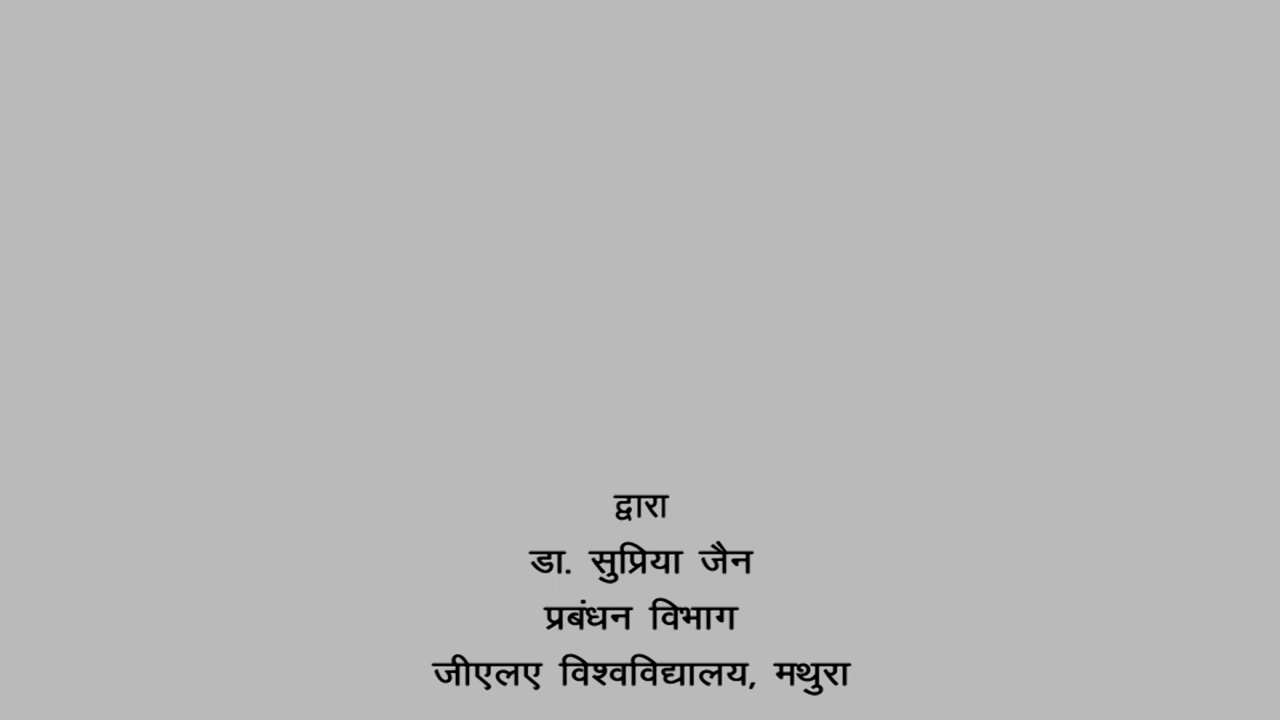 द्वारा
डा. सुप्रिया जैन
प्रबंधन विभाग
जीएलए विश्वविद्यालय, मथुरा